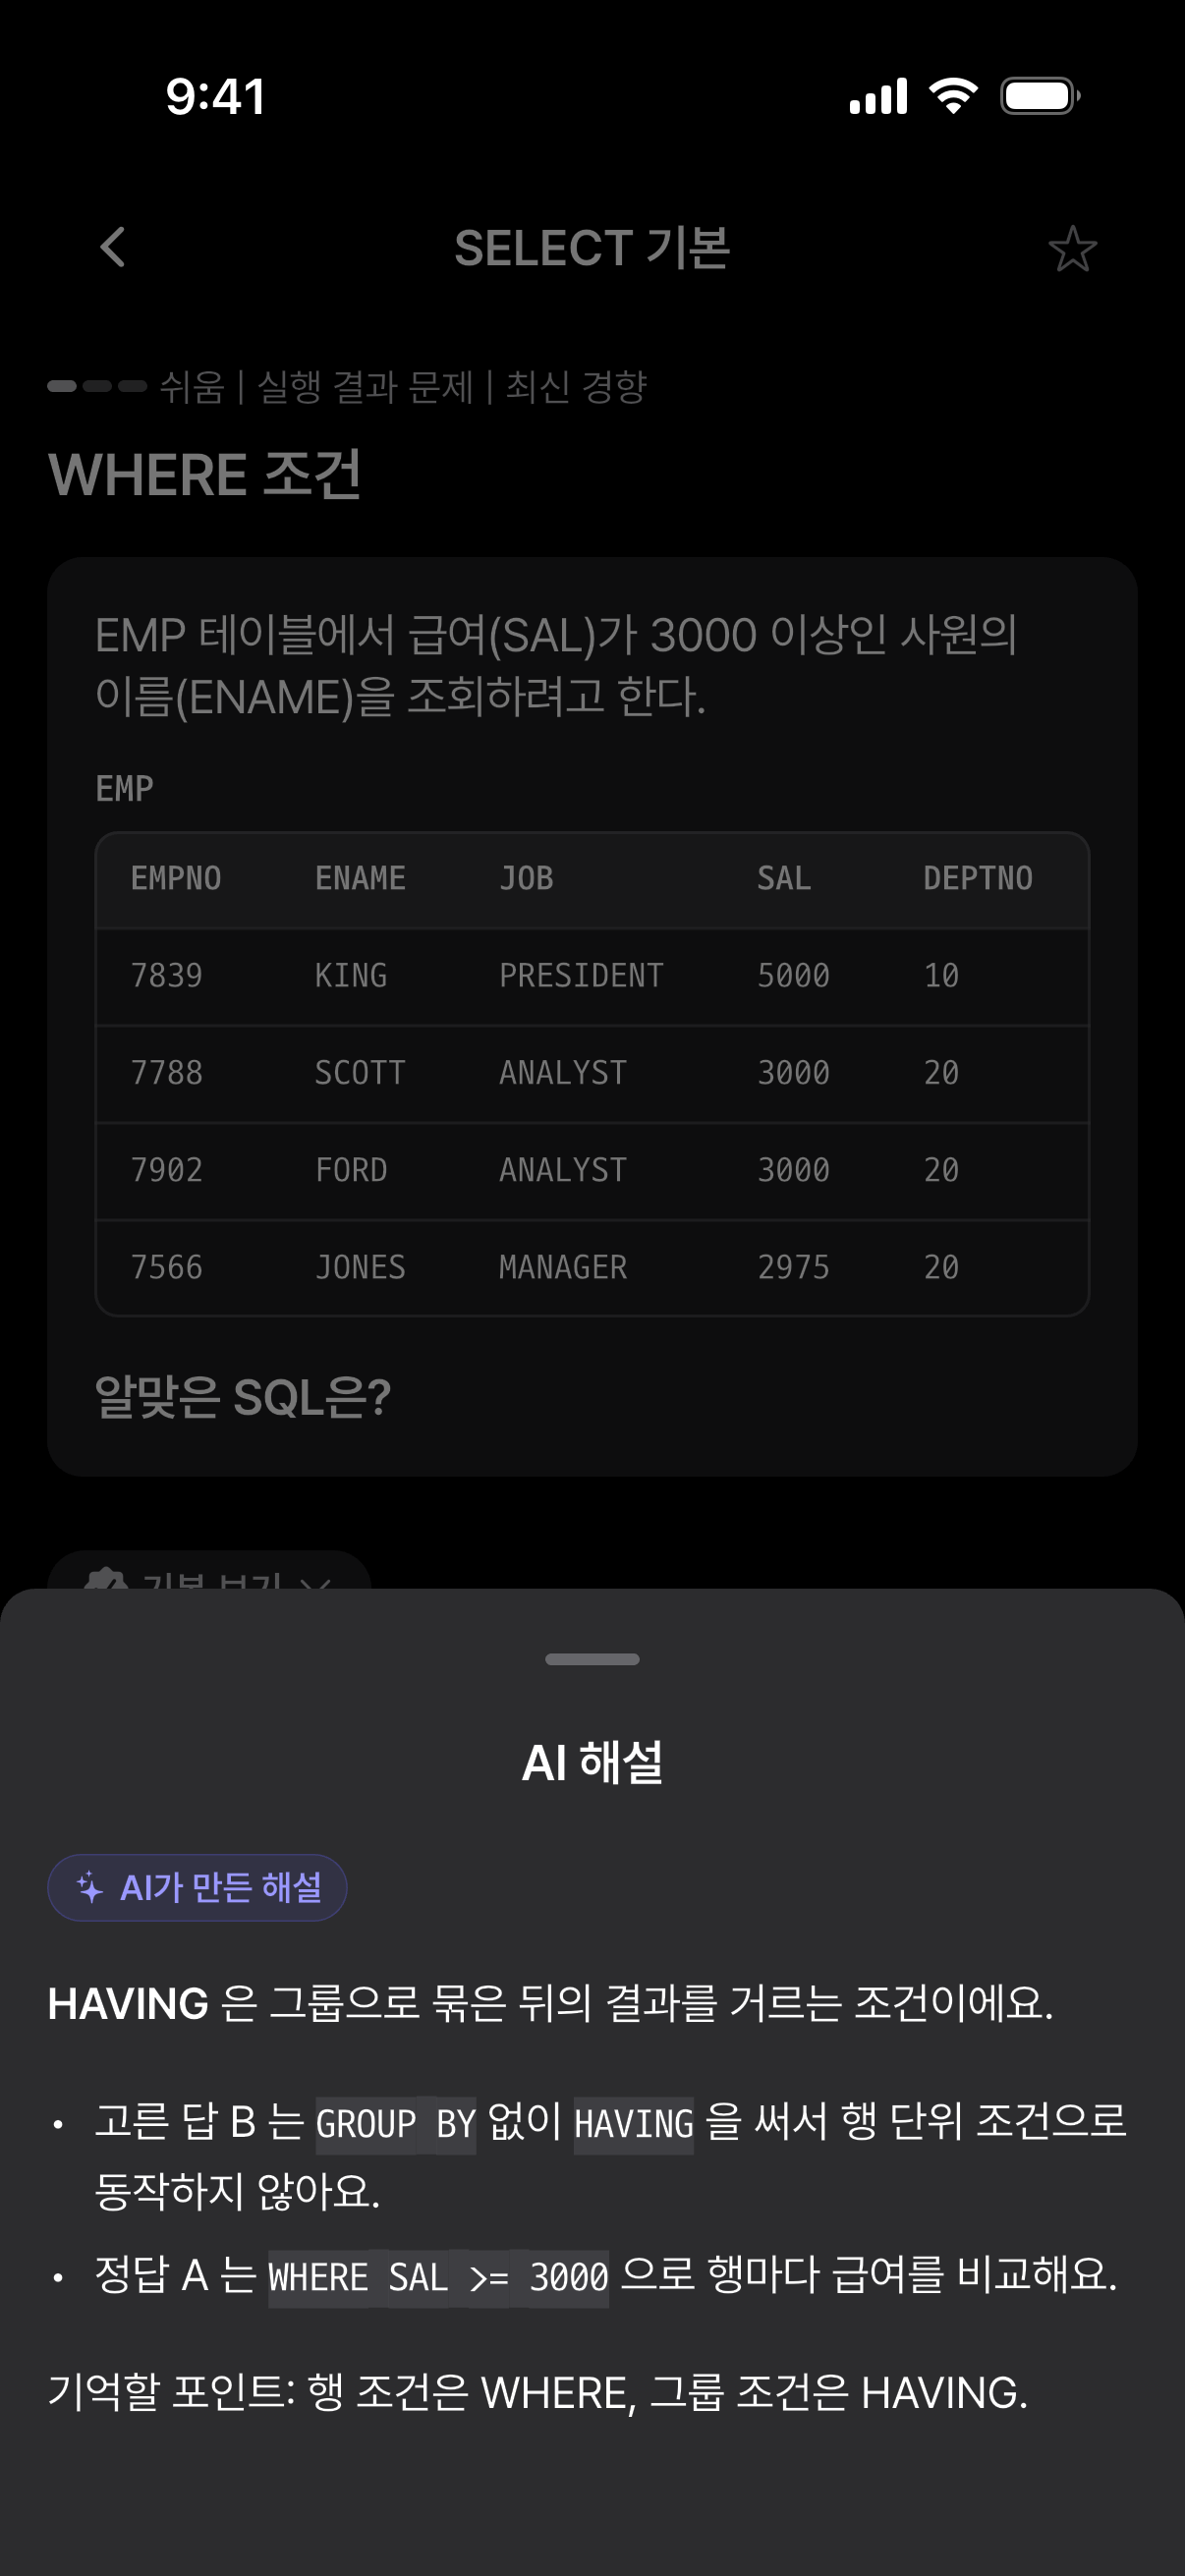 9:41
SELECT 기본
쉬움 | 실행 결과 문제 | 최신 경향
WHERE 조건
EMP 테이블에서 급여(SAL)가 3000 이상인 사원의
이름(ENAME)을 조회하려고 한다.
EMP
EMPNO ENAME JOB SAL DEPTNO
7839 KING PRESIDENT 5000 10
7788 SCOTT ANALYST 3000 20
7902 FORD ANALYST 3000 20
7566 JONES MANAGER 2975 20
알맞은 SQL은?
AI 해설
AI가 만든 해설
HAVING 은 그룹으로 묶은 뒤의 결과를 거르는 조건이에요.
• 고른 답 B 는 GROUP BY 없이 HAVING 을 써서 행 단위 조건으로
동작하지 않아요.
• 정답 A 는 WHERE SAL >= 3000 으로 행마다 급여를 비교해요.
기억할 포인트: 행 조건은 WHERE, 그룹 조건은 HAVING.